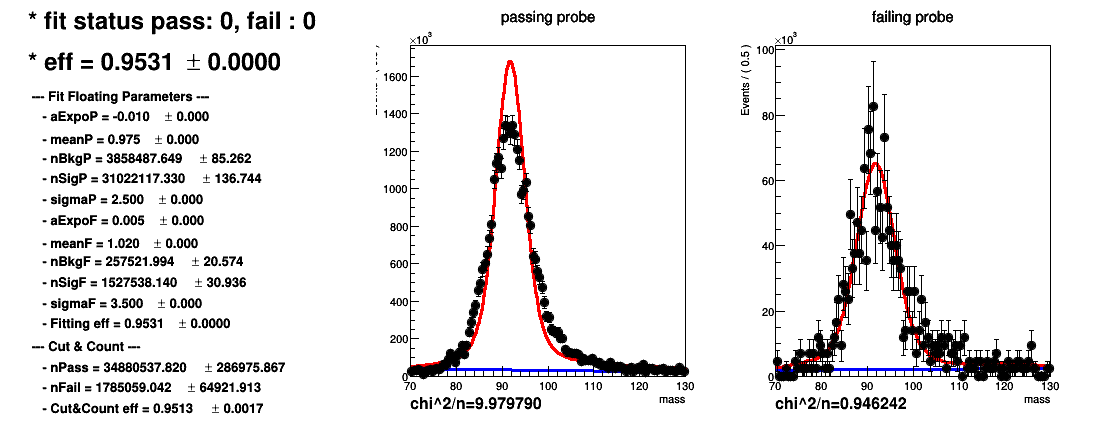 * fit status pass: 0, fail : 0
* eff = 0.9531 ± 0.0000
--- Fit Floating Parameters ---
- aExpoP = -0.010 ± 0.000
- meanP = 0.975 ± 0.000
- nBkgP = 3858487.649 ± 85.262
- nSigP = 31022117.330 ± 136.744
- sigmaP = 2.500 ± 0.000
- aExpoF = 0.005 ± 0.000
- meanF = 1.020 ± 0.000
- nBkgF = 257521.994 ± 20.574
- nSigF = 1527538.140 ± 30.936
- sigmaF = 3.500 ± 0.000
- Fitting eff = 0.9531 ± 0.0000
--- Cut & Count ---
- nPass = 34880537.820 ± 286975.867
- nFail = 1785059.042 ± 64921.913
- Cut&Count eff = 0.9513 ± 0.0017
passing probe
×10³
1600
1400
1200
1000
800
600
400
200
0
70 80 90 100 110 120 130
mass
chi^2/n=9.979790
failing probe
×10³
Events / ( 0.5 )
100
80
60
40
20
0
70 80 90 100 110 120 130
mass
chi^2/n=0.946242